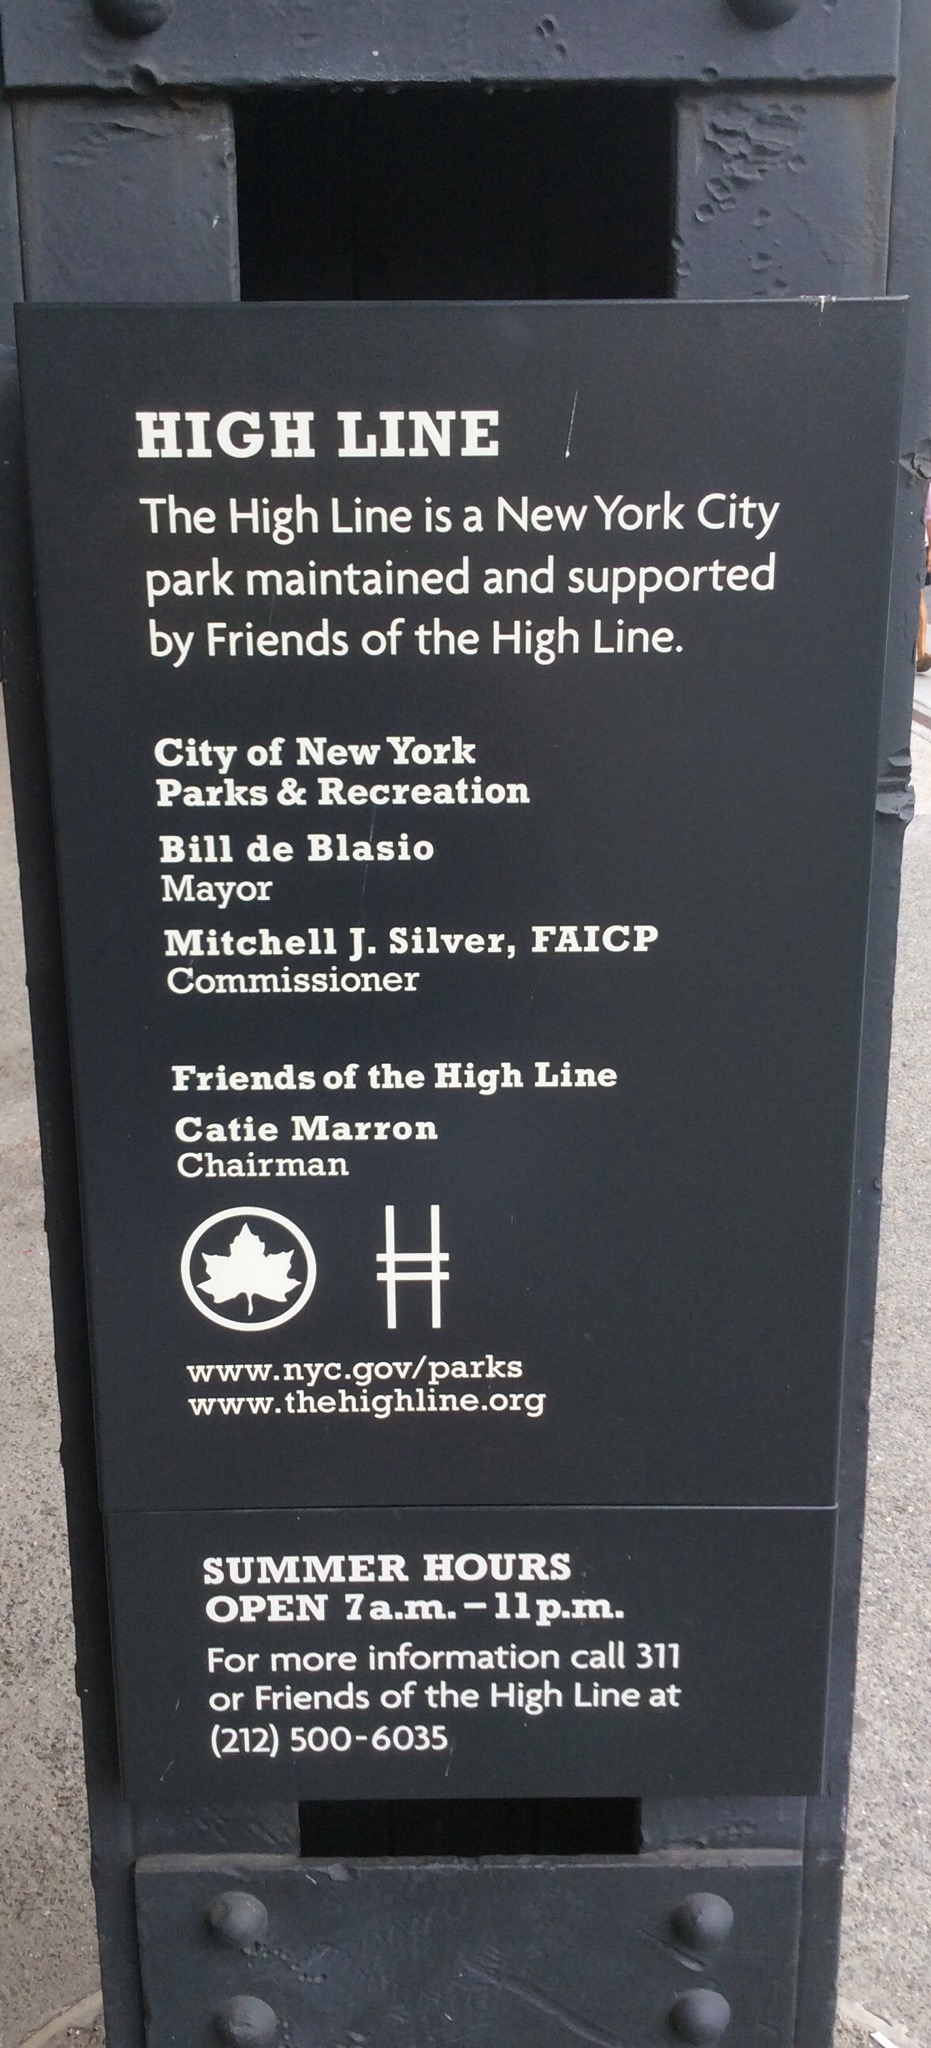 HIGH LINE
The High Line is a New York City
park maintained and supported
by Friends of the High Line.
City of New York
Parks & Recreation
Bill de Blasio
Mayor
Mitchell J. Silver, FAICP
Commissioner
Friends of the High Line
Catie Marron
Chairman
www.nyc.gov/parks
www.thehighline.org
SUMMER HOURS
OPEN 7 a.m. – 11 p.m.
For more information call 311
or Friends of the High Line at
(212) 500-6035